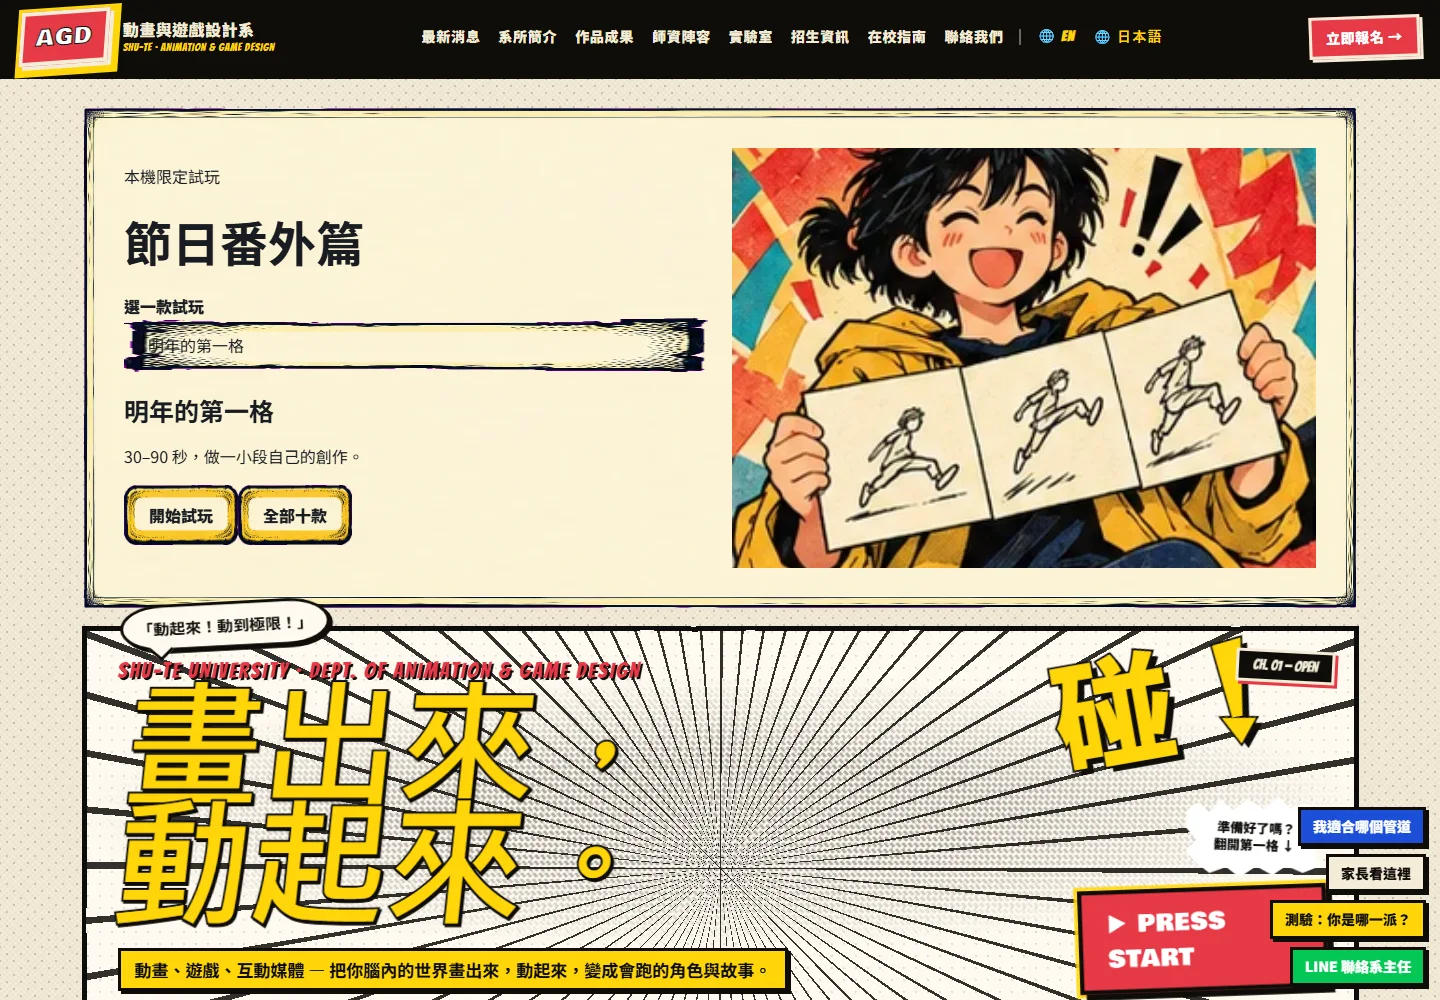 AGD
動畫與遊戲設計系
SHU-TE · ANIMATION & GAME DESIGN
最新消息 系所簡介 作品成果 師資陣容 實驗室 招生資訊 在校指南 聯絡我們 | EN 日本語
立即報名 →
本機限定試玩
節日番外篇
選一款試玩
明年的第一格
明年的第一格
30–90 秒，做一小段自己的創作。
開始試玩
全部十款
「動起來！動到極限！」
SHU-TE UNIVERSITY · DEPT. OF ANIMATION & GAME DESIGN
畫出來，
動起來。
碰！
CH. 01 — OPEN
準備好了嗎？
翻開第一格 ↓
我適合哪個管道
家長看這裡
▶ PRESS
START
測驗：你是哪一派？
LINE 聯絡系主任
動畫、遊戲、互動媒體 — 把你腦內的世界畫出來，動起來，變成會跑的角色與故事。